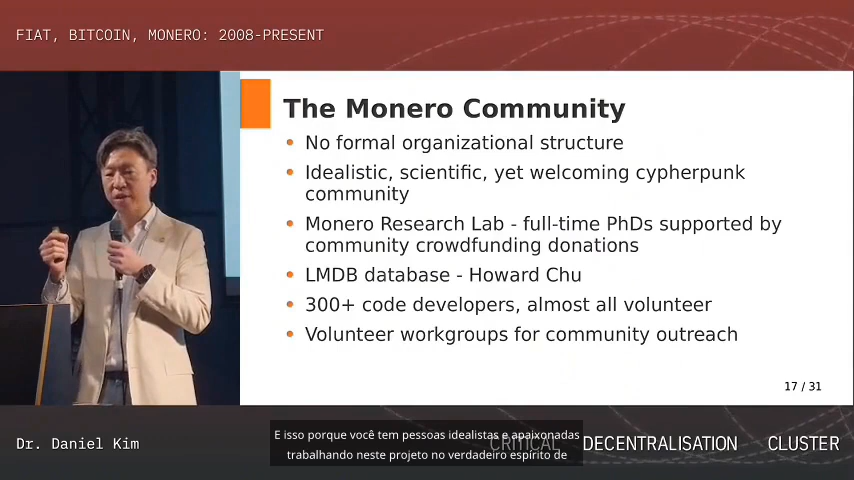 FIAT, BITCOIN, MONERO: 2008-PRESENT
The Monero Community
• No formal organizational structure
• Idealistic, scientific, yet welcoming cypherpunk
community
• Monero Research Lab - full-time PhDs supported by
community crowdfunding donations
• LMDB database - Howard Chu
• 300+ code developers, almost all volunteer
• Volunteer workgroups for community outreach
17 / 31
Dr. Daniel Kim
E isso porque você tem pessoas idealistas e apaixonadas
trabalhando neste projeto no verdadeiro espírito de
CRITICAL DECENTRALISATION CLUSTER